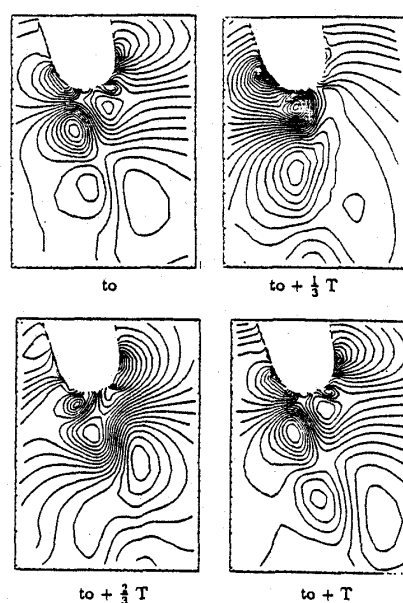 to
to + 1/3 T
to + 2/3 T
to + T